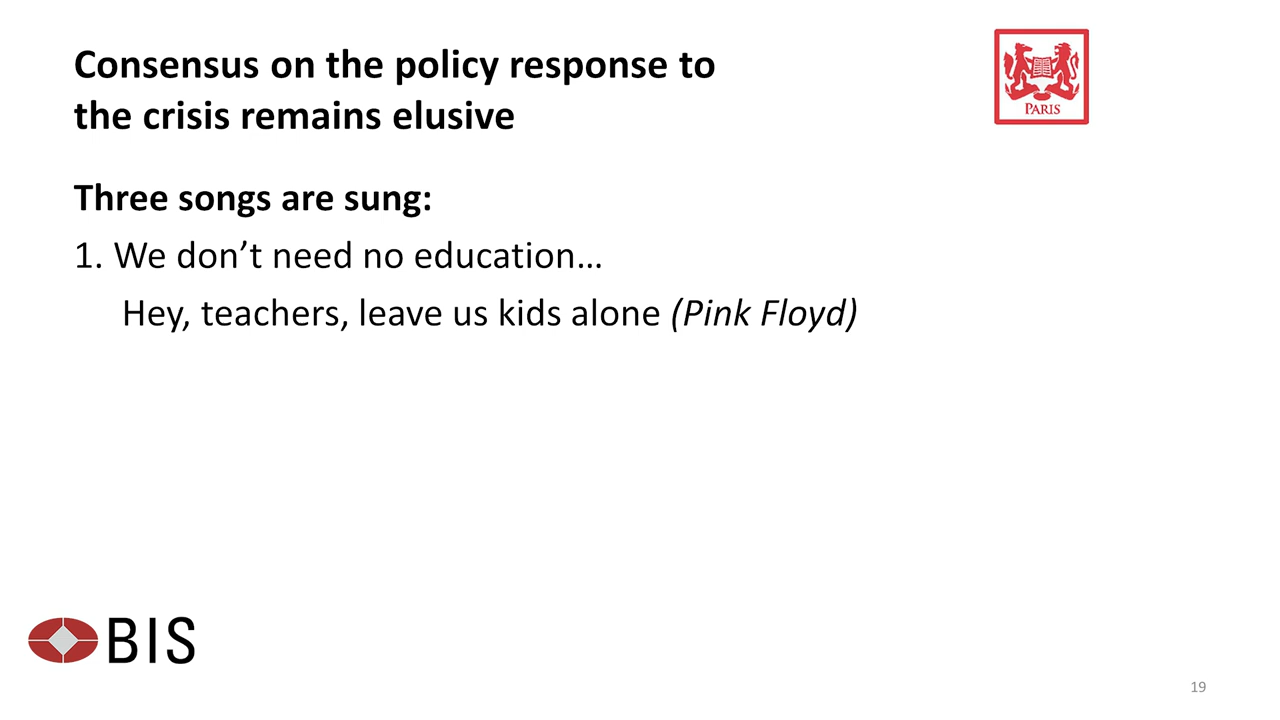 Consensus on the policy response to
the crisis remains elusive
PARIS
Three songs are sung:
1. We don’t need no education…
Hey, teachers, leave us kids alone (Pink Floyd)
BIS
19